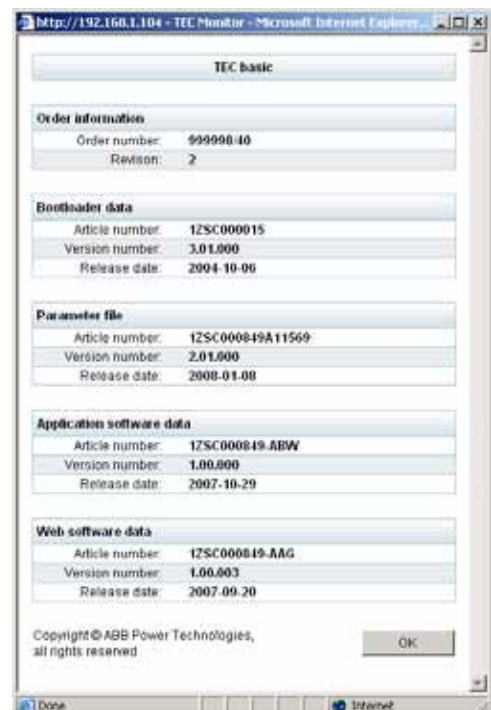 http://192.168.1.104 - TEC Monitor - Microsoft Internet Explorer...
TEC basic
Order information
Order number: 999998/40
Revison: 2
Bootloader data
Article number: 1ZSC000015
Version number: 3.01.000
Release date: 2004-10-06
Parameter file
Article number: 1ZSC000849A11569
Version number: 2.01.000
Release date: 2008-01-08
Application software data
Article number: 1ZSC000849-ABW
Version number: 1.00.000
Release date: 2007-10-29
Web software data
Article number: 1ZSC000849-AAG
Version number: 1.00.003
Release date: 2007-09-20
Copyright © ABB Power Technologies,
all rights reserved
OK
Done
Internet